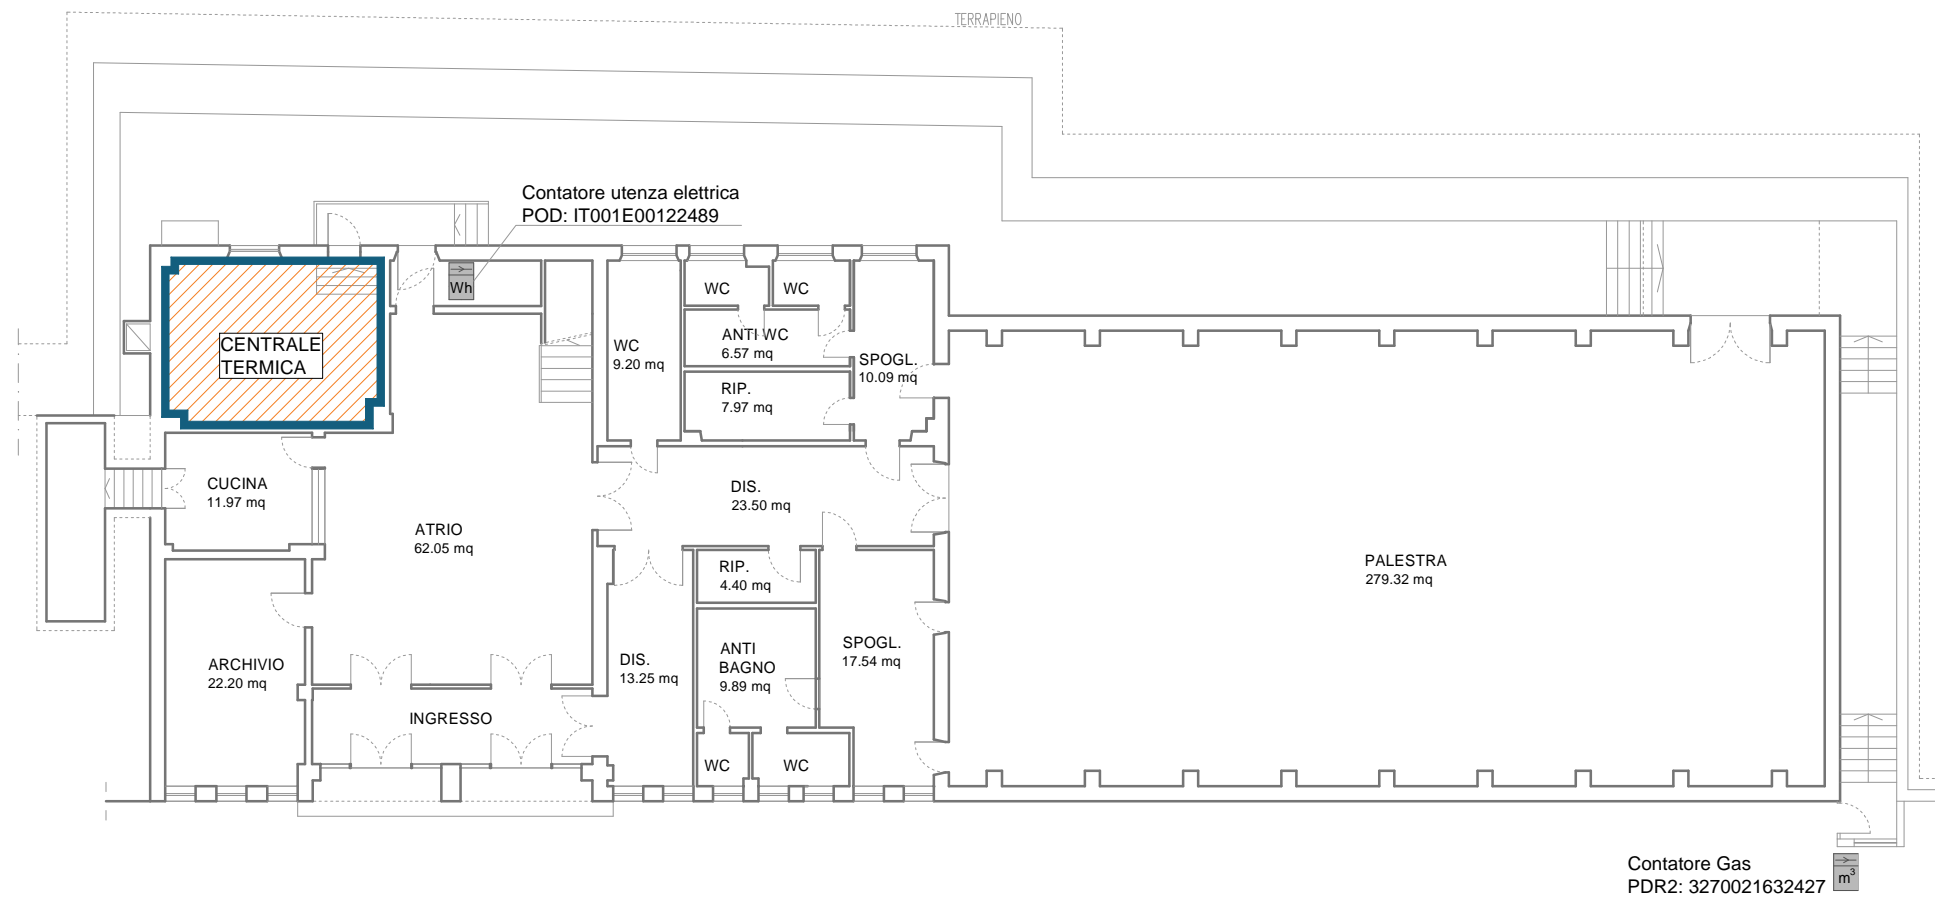 TERRAPIENO
Contatore utenza elettrica
POD: IT001E00122489
Wh
WC
WC
CENTRALE
TERMICA
WC
9.20 mq
ANTI WC
6.57 mq
SPOGL.
10.09 mq
RIP.
7.97 mq
CUCINA
11.97 mq
DIS.
23.50 mq
ATRIO
62.05 mq
PALESTRA
279.32 mq
RIP.
4.40 mq
ARCHIVIO
22.20 mq
DIS.
13.25 mq
ANTI
BAGNO
9.89 mq
SPOGL.
17.54 mq
INGRESSO
WC
WC
Contatore Gas
PDR2: 3270021632427
m³